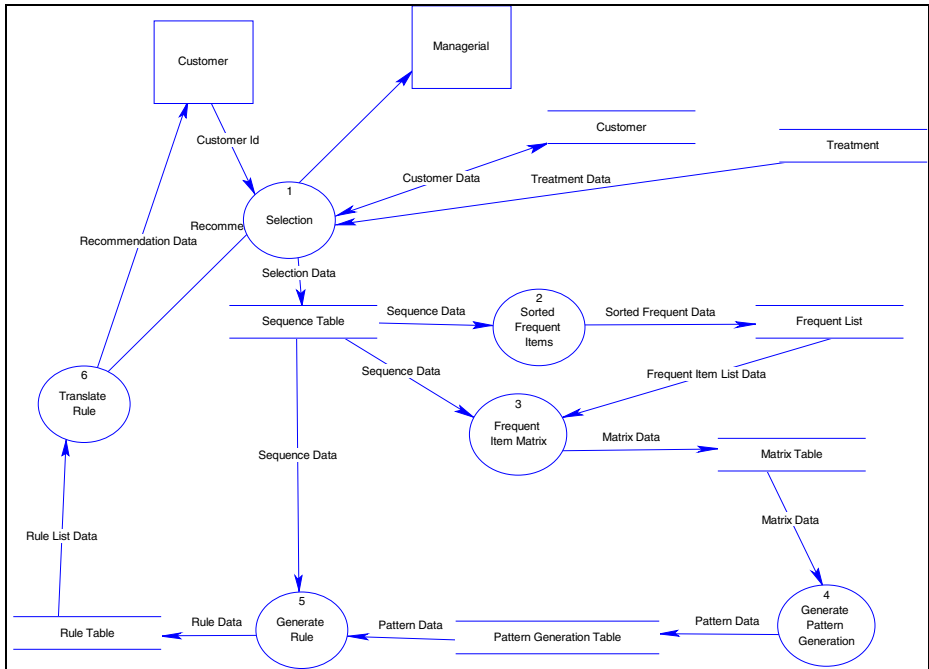 Managerial
Customer
Customer
Customer Id
Treatment
Customer Data
Treatment Data
1
Selection
Recomme
Recommendation Data
Selection Data
2
Sorted
Frequent
Items
Sequence Data
Sorted Frequent Data
Sequence Table
Frequent List
Sequence Data
Frequent Item List Data
6
Translate
Rule
3
Frequent
Item Matrix
Matrix Data
Sequence Data
Matrix Table
Matrix Data
Rule List Data
4
Generate
Pattern
Generation
5
Generate
Rule
Rule Data
Pattern Data
Pattern Data
Rule Table
Pattern Generation Table